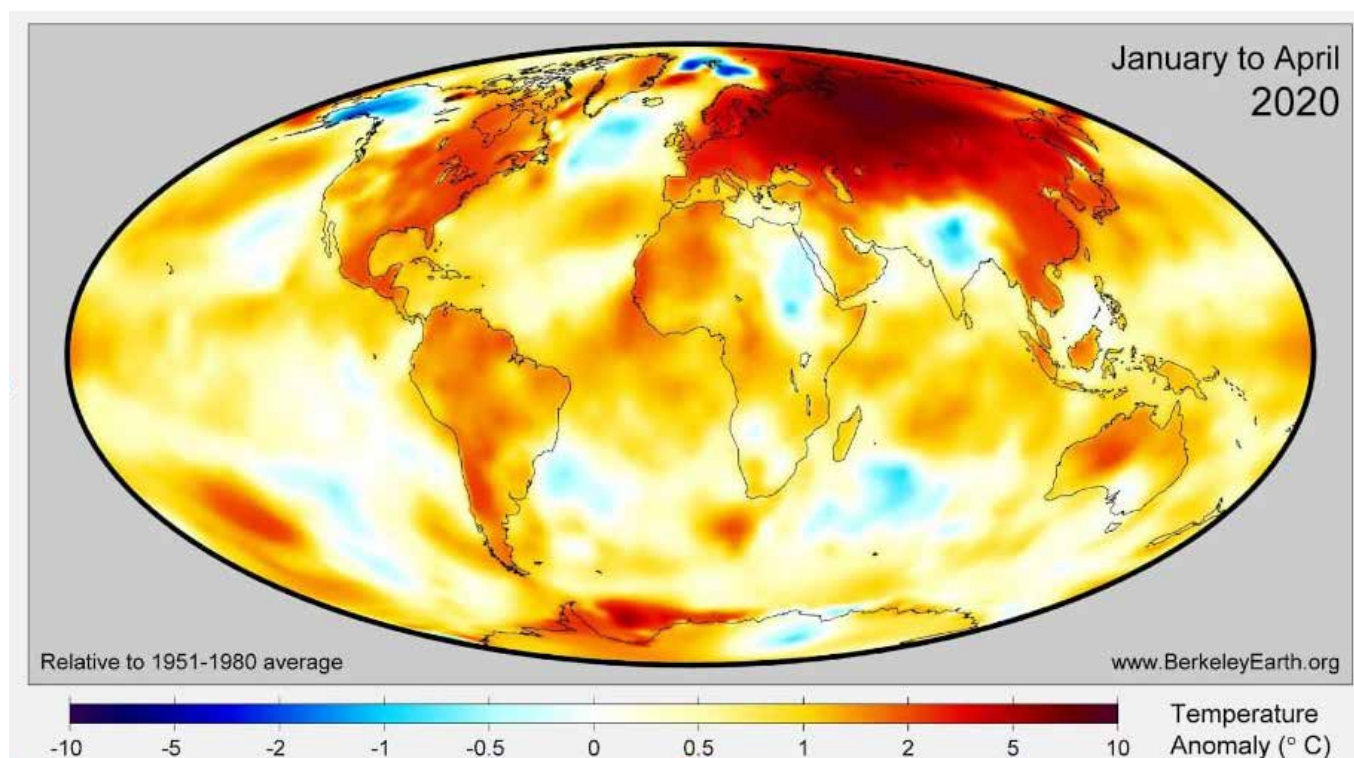 January to April
2020
Relative to 1951-1980 average
www.BerkeleyEarth.org
-10 -5 -2 -1 -0.5 0 0.5 1 2 5 10
Temperature
Anomaly (° C)